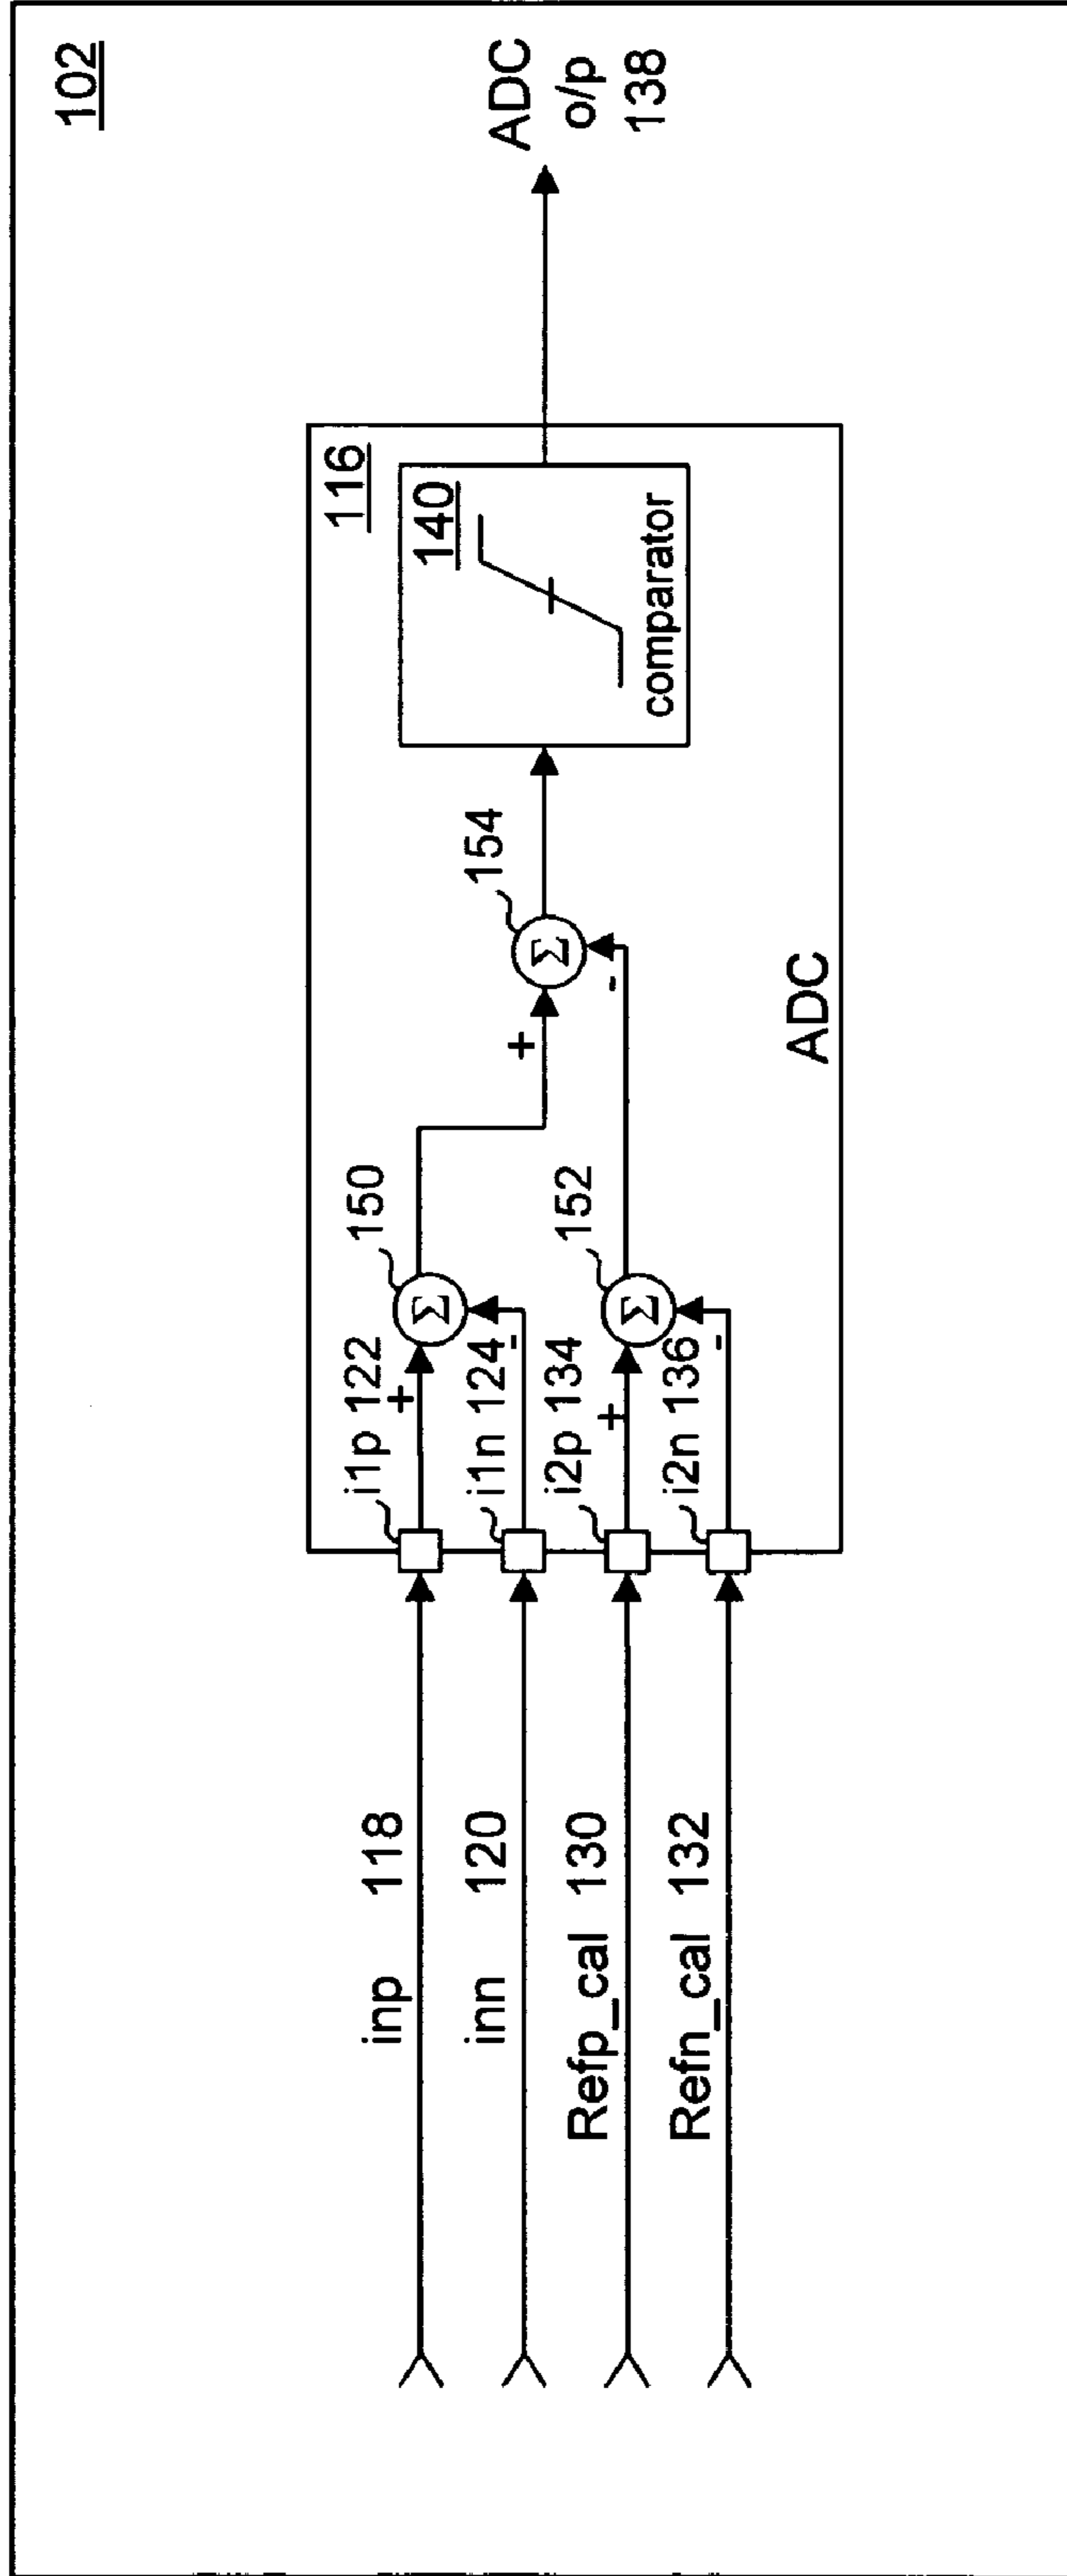 102
ADC
o/p
138
116
140
comparator
154
+
-
150
152
i1p 122
+
i1n 124
-
i2p 134
+
i2n 136
-
Σ
Σ
Σ
ADC
inp 118
inn 120
Refp_cal 130
Refn_cal 132